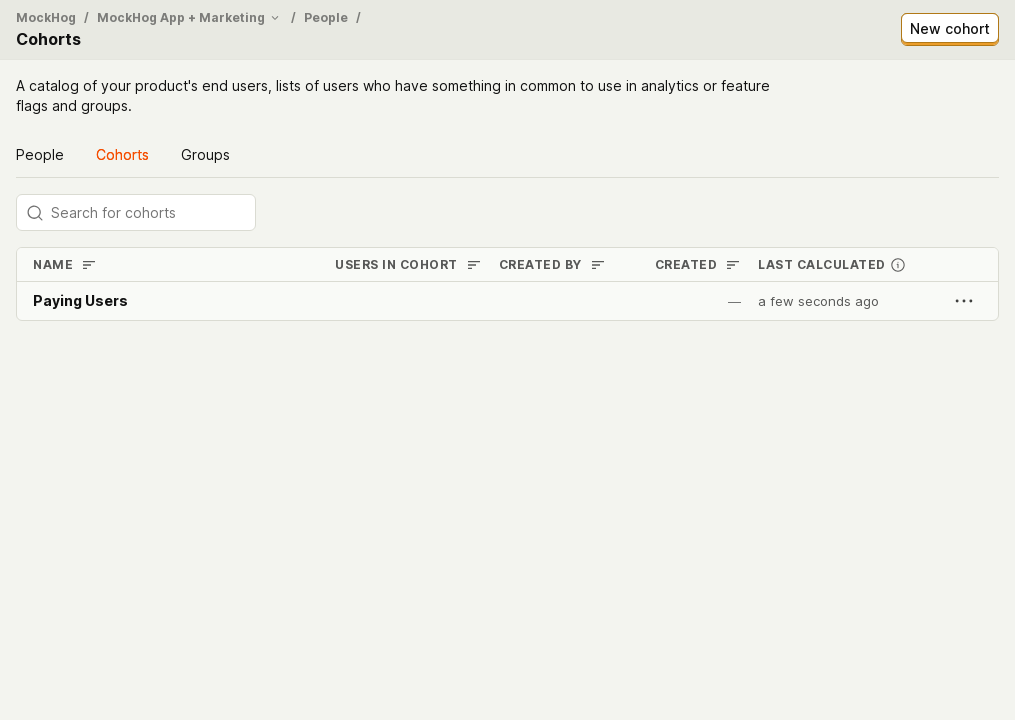 MockHog / MockHog App + Marketing / People /
Cohorts
New cohort
A catalog of your product's end users, lists of users who have something in common to use in analytics or feature
flags and groups.
People Cohorts Groups
Search for cohorts
NAME USERS IN COHORT CREATED BY CREATED LAST CALCULATED
Paying Users — a few seconds ago